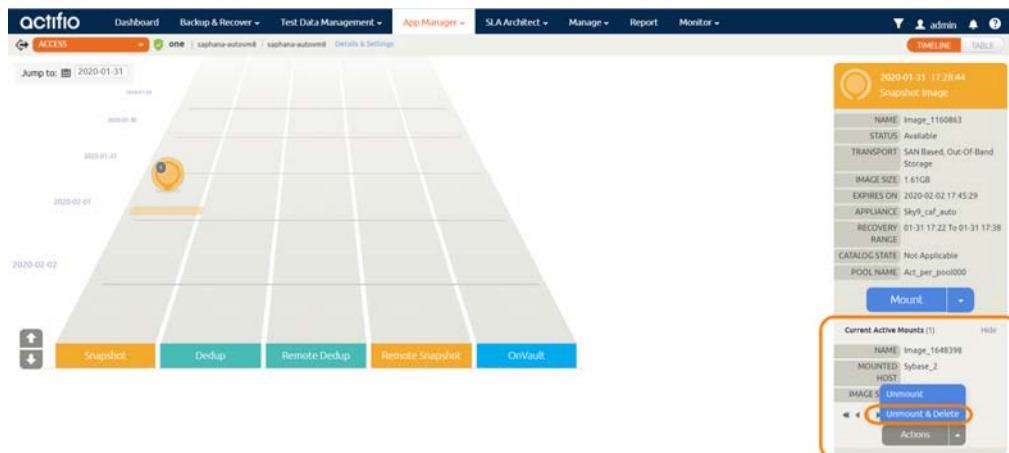 actifio Dashboard Backup & Recover Test Data Management App Manager SLA Architect Manage Report Monitor admin
ACCESS one saphana-autovm8 saphana-autovm8 Details & Settings TIMELINE TABLE
Jump to: 2020-01-31
2020-01-30
2020-01-31
2020-02-01
2020-02-02
Snapshot Dedup Remote Dedup Remote Snapshot OnVault
2020-01-31 17:28:44
Snapshot Image
NAME Image_1160863
STATUS Available
TRANSPORT SAN Based, Out-Of-Band
Storage
IMAGE SIZE 1.61GB
EXPIRES ON 2020-02-02 17:45:29
APPLIANCE Sky9_caf_auto
RECOVERY 01-31 17:22 To 01-31 17:38
RANGE
CATALOG STATE Not Applicable
POOL NAME Act_per_pool000
Mount
Current Active Mounts (1) Hide
NAME Image_1648398
MOUNTED Sybase_2
HOST
IMAGE S
Unmount
Unmount & Delete
Actions